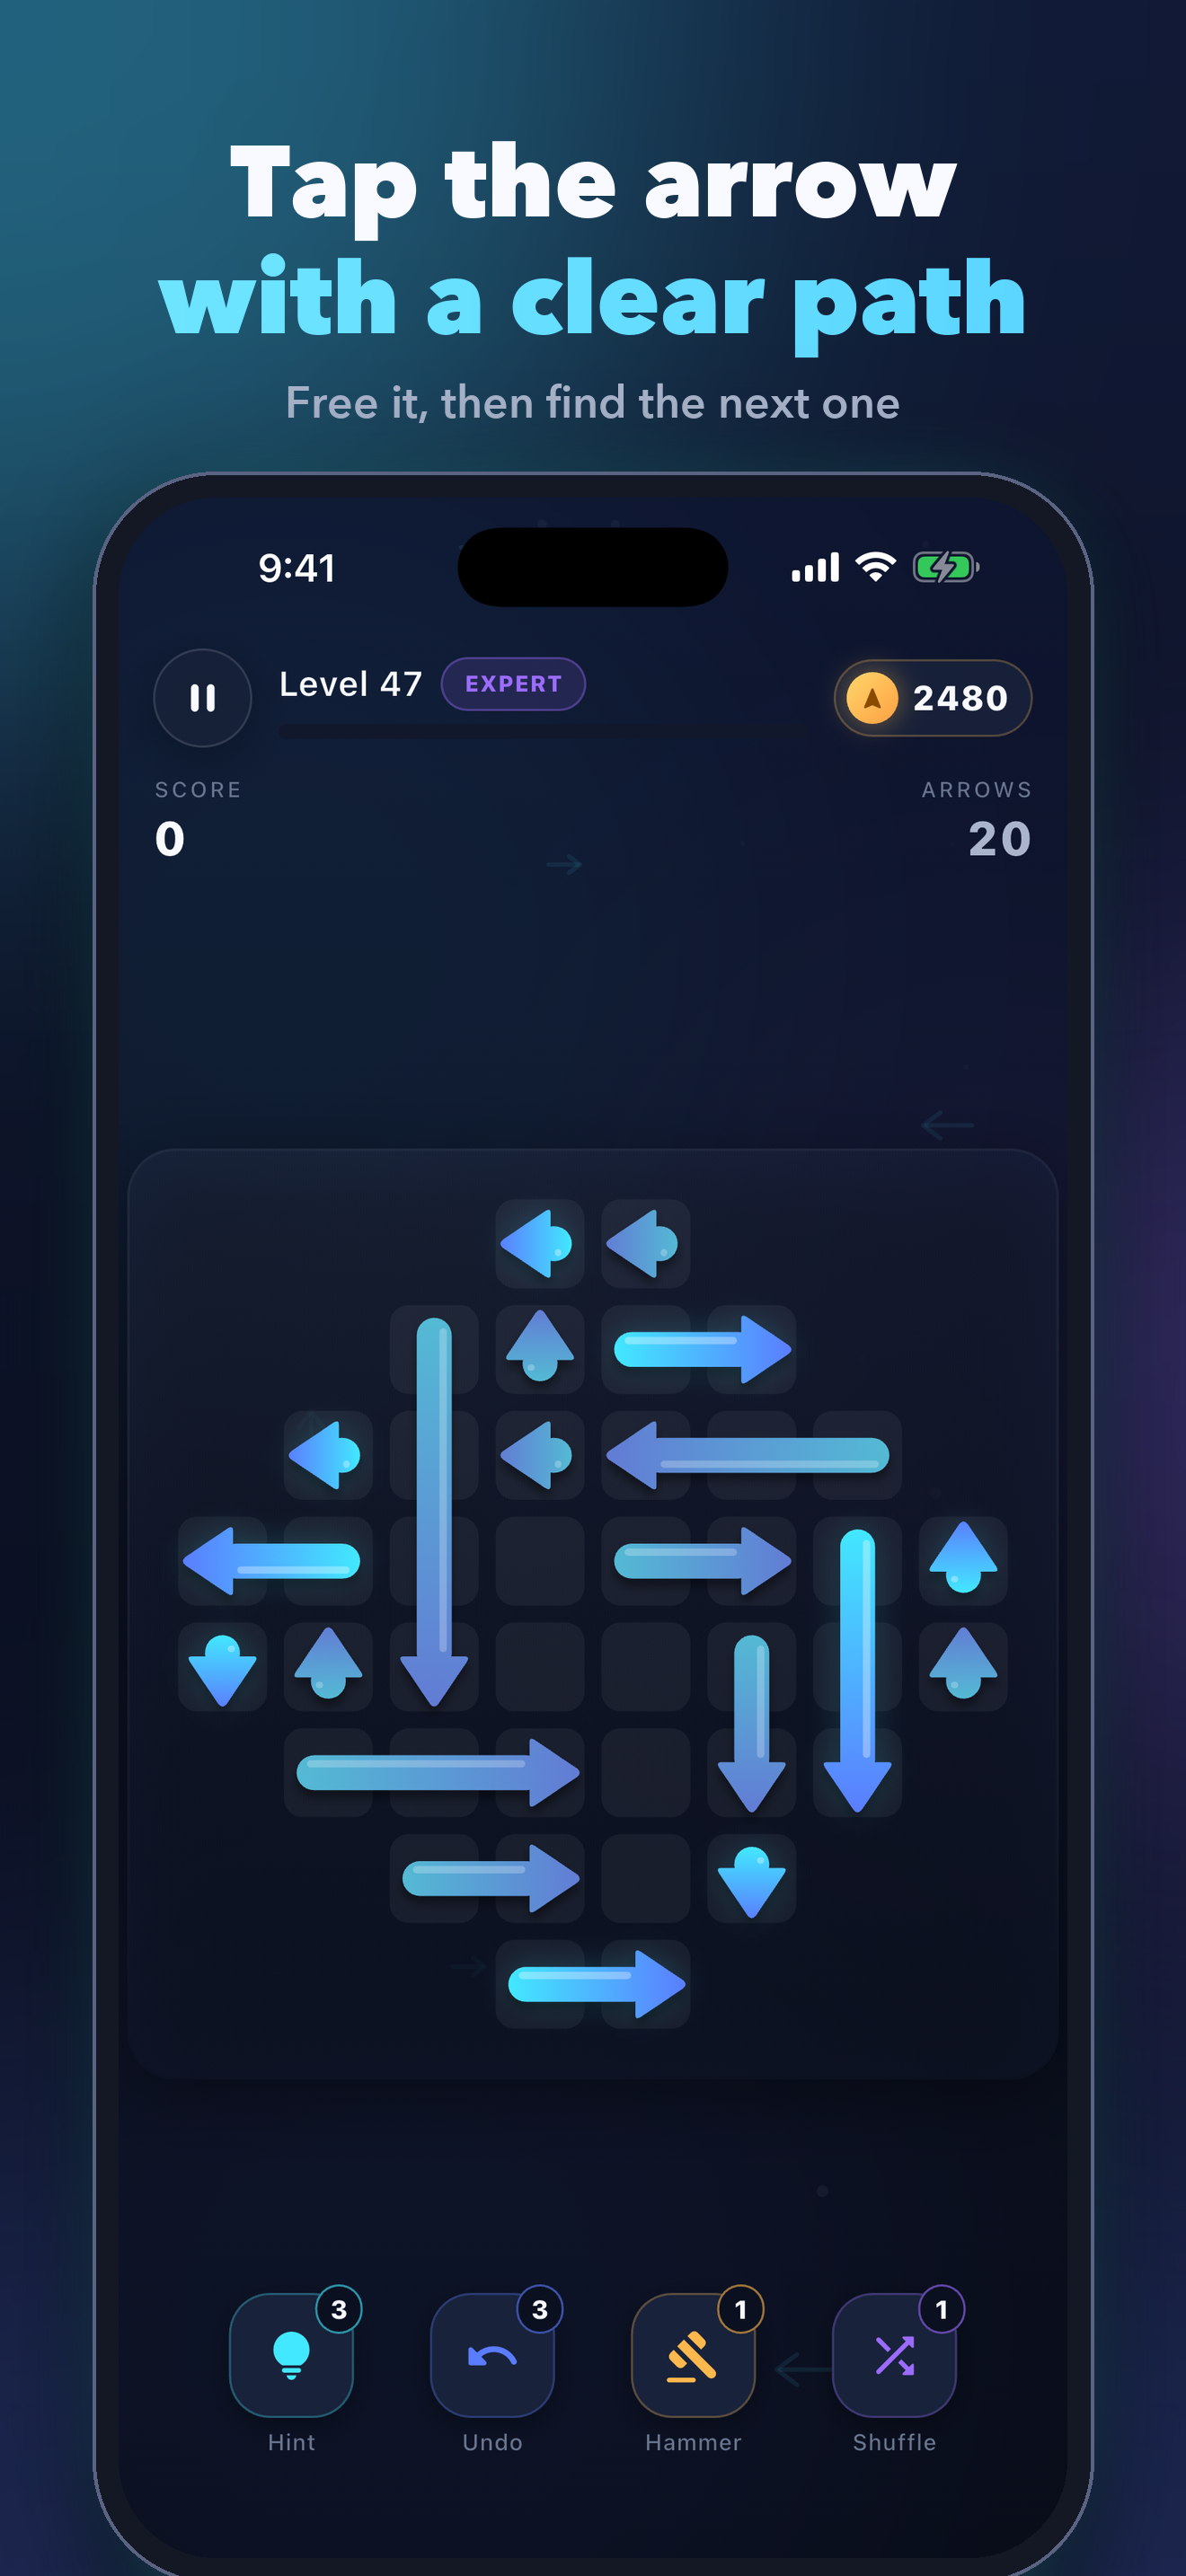 Tap the arrow
with a clear path
Free it, then find the next one
9:41
Level 47 EXPERT
2480
SCORE
ARROWS
0
20
3
3
1
1
Hint
Undo
Hammer
Shuffle